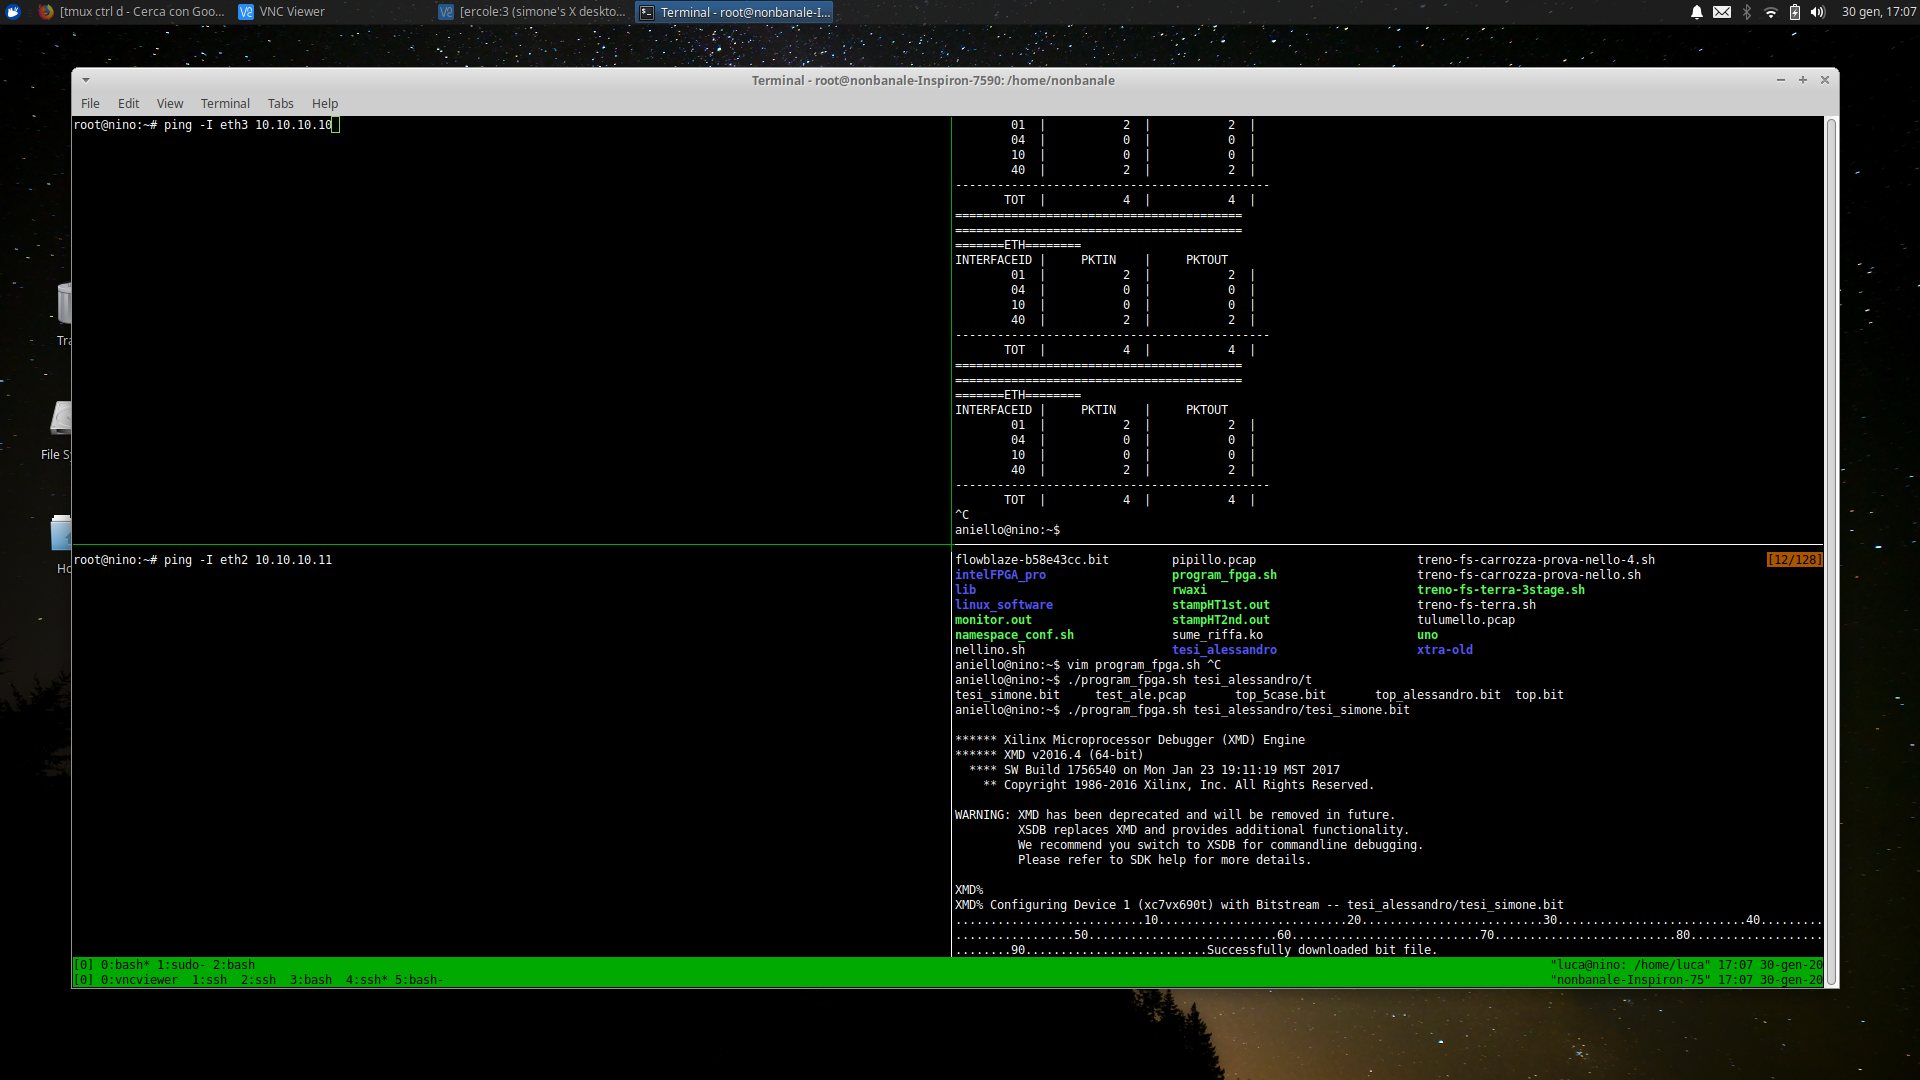 [tmux ctrl d - Cerca con Goo...
VNC Viewer
[ercole:3 (simone's X deskto...
Terminal - root@nonbanale-I...
30 gen, 17:07
Terminal - root@nonbanale-Inspiron-7590: /home/nonbanale
File Edit View Terminal Tabs Help
root@nino:~# ping -I eth3 10.10.10.10
01 | 2 | 2 |
04 | 0 | 0 |
10 | 0 | 0 |
40 | 2 | 2 |
---------------------------------------------
TOT | 4 | 4 |
=========================================
=========================================
=======ETH========
INTERFACEID | PKTIN | PKTOUT
01 | 2 | 2 |
04 | 0 | 0 |
10 | 0 | 0 |
40 | 2 | 2 |
---------------------------------------------
TOT | 4 | 4 |
=========================================
=========================================
=======ETH========
INTERFACEID | PKTIN | PKTOUT
01 | 2 | 2 |
04 | 0 | 0 |
10 | 0 | 0 |
40 | 2 | 2 |
---------------------------------------------
TOT | 4 | 4 |
^C
aniello@nino:~$
root@nino:~# ping -I eth2 10.10.10.11
flowblaze-b58e43cc.bit pipillo.pcap treno-fs-carrozza-prova-nello-4.sh [12/128]
intelFPGA_pro program_fpga.sh treno-fs-carrozza-prova-nello.sh
lib rwaxi treno-fs-terra-3stage.sh
linux_software stampHT1st.out treno-fs-terra.sh
monitor.out stampHT2nd.out tulumello.pcap
namespace_conf.sh sume_riffa.ko uno
nellino.sh tesi_alessandro xtra-old
aniello@nino:~$ vim program_fpga.sh ^C
aniello@nino:~$ ./program_fpga.sh tesi_alessandro/t
tesi_simone.bit test_ale.pcap top_5case.bit top_alessandro.bit top.bit
aniello@nino:~$ ./program_fpga.sh tesi_alessandro/tesi_simone.bit
****** Xilinx Microprocessor Debugger (XMD) Engine
****** XMD v2016.4 (64-bit)
**** SW Build 1756540 on Mon Jan 23 19:11:19 MST 2017
** Copyright 1986-2016 Xilinx, Inc. All Rights Reserved.
WARNING: XMD has been deprecated and will be removed in future.
XSDB replaces XMD and provides additional functionality.
We recommend you switch to XSDB for commandline debugging.
Please refer to SDK help for more details.
XMD%
XMD% Configuring Device 1 (xc7vx690t) with Bitstream -- tesi_alessandro/tesi_simone.bit
...........................10...........................20..........................30...........................40.........
.................50...........................60...........................70...........................80...................
........90..........................Successfully downloaded bit file.
[0] 0:bash* 1:sudo- 2:bash "luca@nino: /home/luca" 17:07 30-gen-20
[0] 0:vncviewer 1:ssh 2:ssh 3:bash 4:ssh* 5:bash- "nonbanale-Inspiron-75" 17:07 30-gen-20
Tra
File Sy
Ho